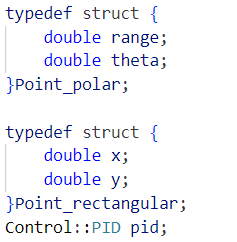 typedef struct {
    double range;
    double theta;
}Point_polar;

typedef struct {
    double x;
    double y;
}Point_rectangular;
Control::PID pid;